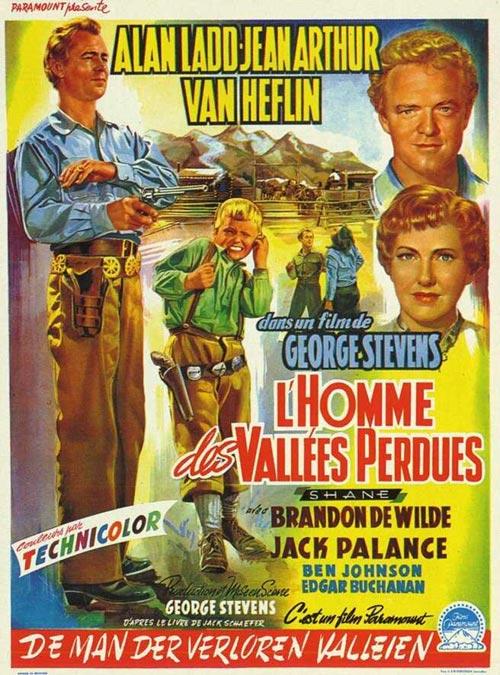 PARAMOUNT présente
ALAN LADD-JEAN ARTHUR
VAN HEFLIN
dans un film de
GEORGE STEVENS
L'HOMME
des VALLÉES PERDUES
SHANE
avec BRANDON DE WILDE
JACK PALANCE
BEN JOHNSON
EDGAR BUCHANAN
couleurs par
TECHNICOLOR
Production et Mise en Scène
GEORGE STEVENS
D'APRES LE LIVRE DE JACK SCHAEFER
C'est un film Paramount
DE MAN DER VERLOREN VALLEIEN